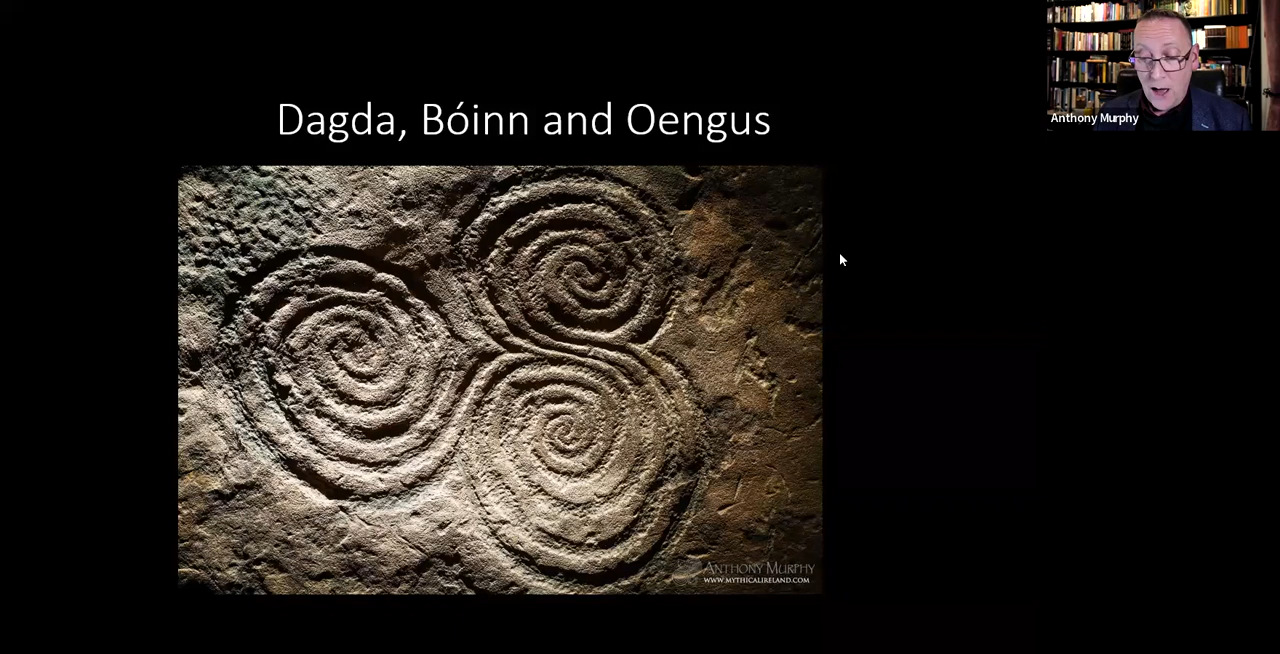 Dagda, Bóinn and Oengus
Anthony Murphy
ANTHONY MURPHY
WWW.MYTHICALIRELAND.COM